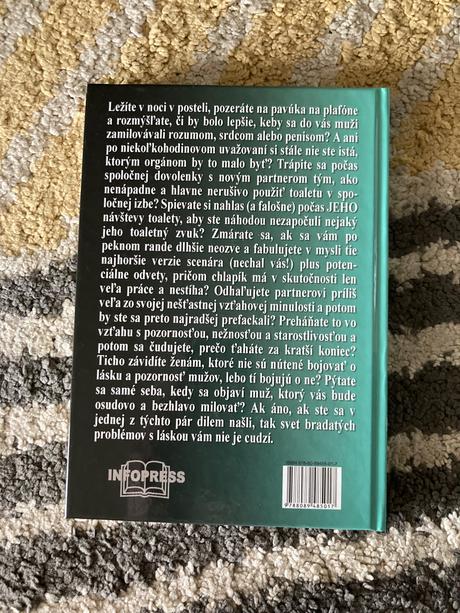 Ležíte v noci v posteli, pozeráte na pavúka na plafóne
a rozmýšľate, či by bolo lepšie, keby sa do vás muži
zamilovávali rozumom, srdcom alebo penisom? A ani
po niekoľkohodinovom uvažovaní si stále nie ste istá,
ktorým orgánom by to malo byť? Trápite sa počas
spoločnej dovolenky s novým partnerom tým, ako
nenápadne a hlavne nerušivo použiť toaletu v spo-
ločnej izbe? Spievate si nahlas (a falošne) počas JEHO
návštevy toalety, aby ste náhodou nezapočuli nejaký
jeho toaletný zvuk? Zmárate sa, ak sa vám po
peknom rande dlhšie neozve a fabulujete v mysli tie
najhoršie verzie scenára (nechal vás!) plus poten-
ciálne odvety, pričom chlapík má v skutočnosti len
veľa práce a nestíha? Odhaľujete partnerovi príliš
veľa zo svojej nešťastnej vzťahovej minulosti a potom
by ste sa preto najradšej prefackali? Preháňate to vo
vzťahu s pozornosťou, nežnosťou a starostlivosťou a
potom sa čudujete, prečo ťaháte za kratší koniec?
Ticho závidíte ženám, ktoré nie sú nútené bojovať o
lásku a pozornosť mužov, lebo tí bojujú o ne? Pýtate
sa samé seba, kedy sa objaví muž, ktorý vás bude
osudovo a bezhlavo milovať? Ak áno, ak ste sa v
jednej z týchto pár dilem našli, tak svet bradatých
problémov s láskou vám nie je cudzí.
INFOPRESS
9788089485017